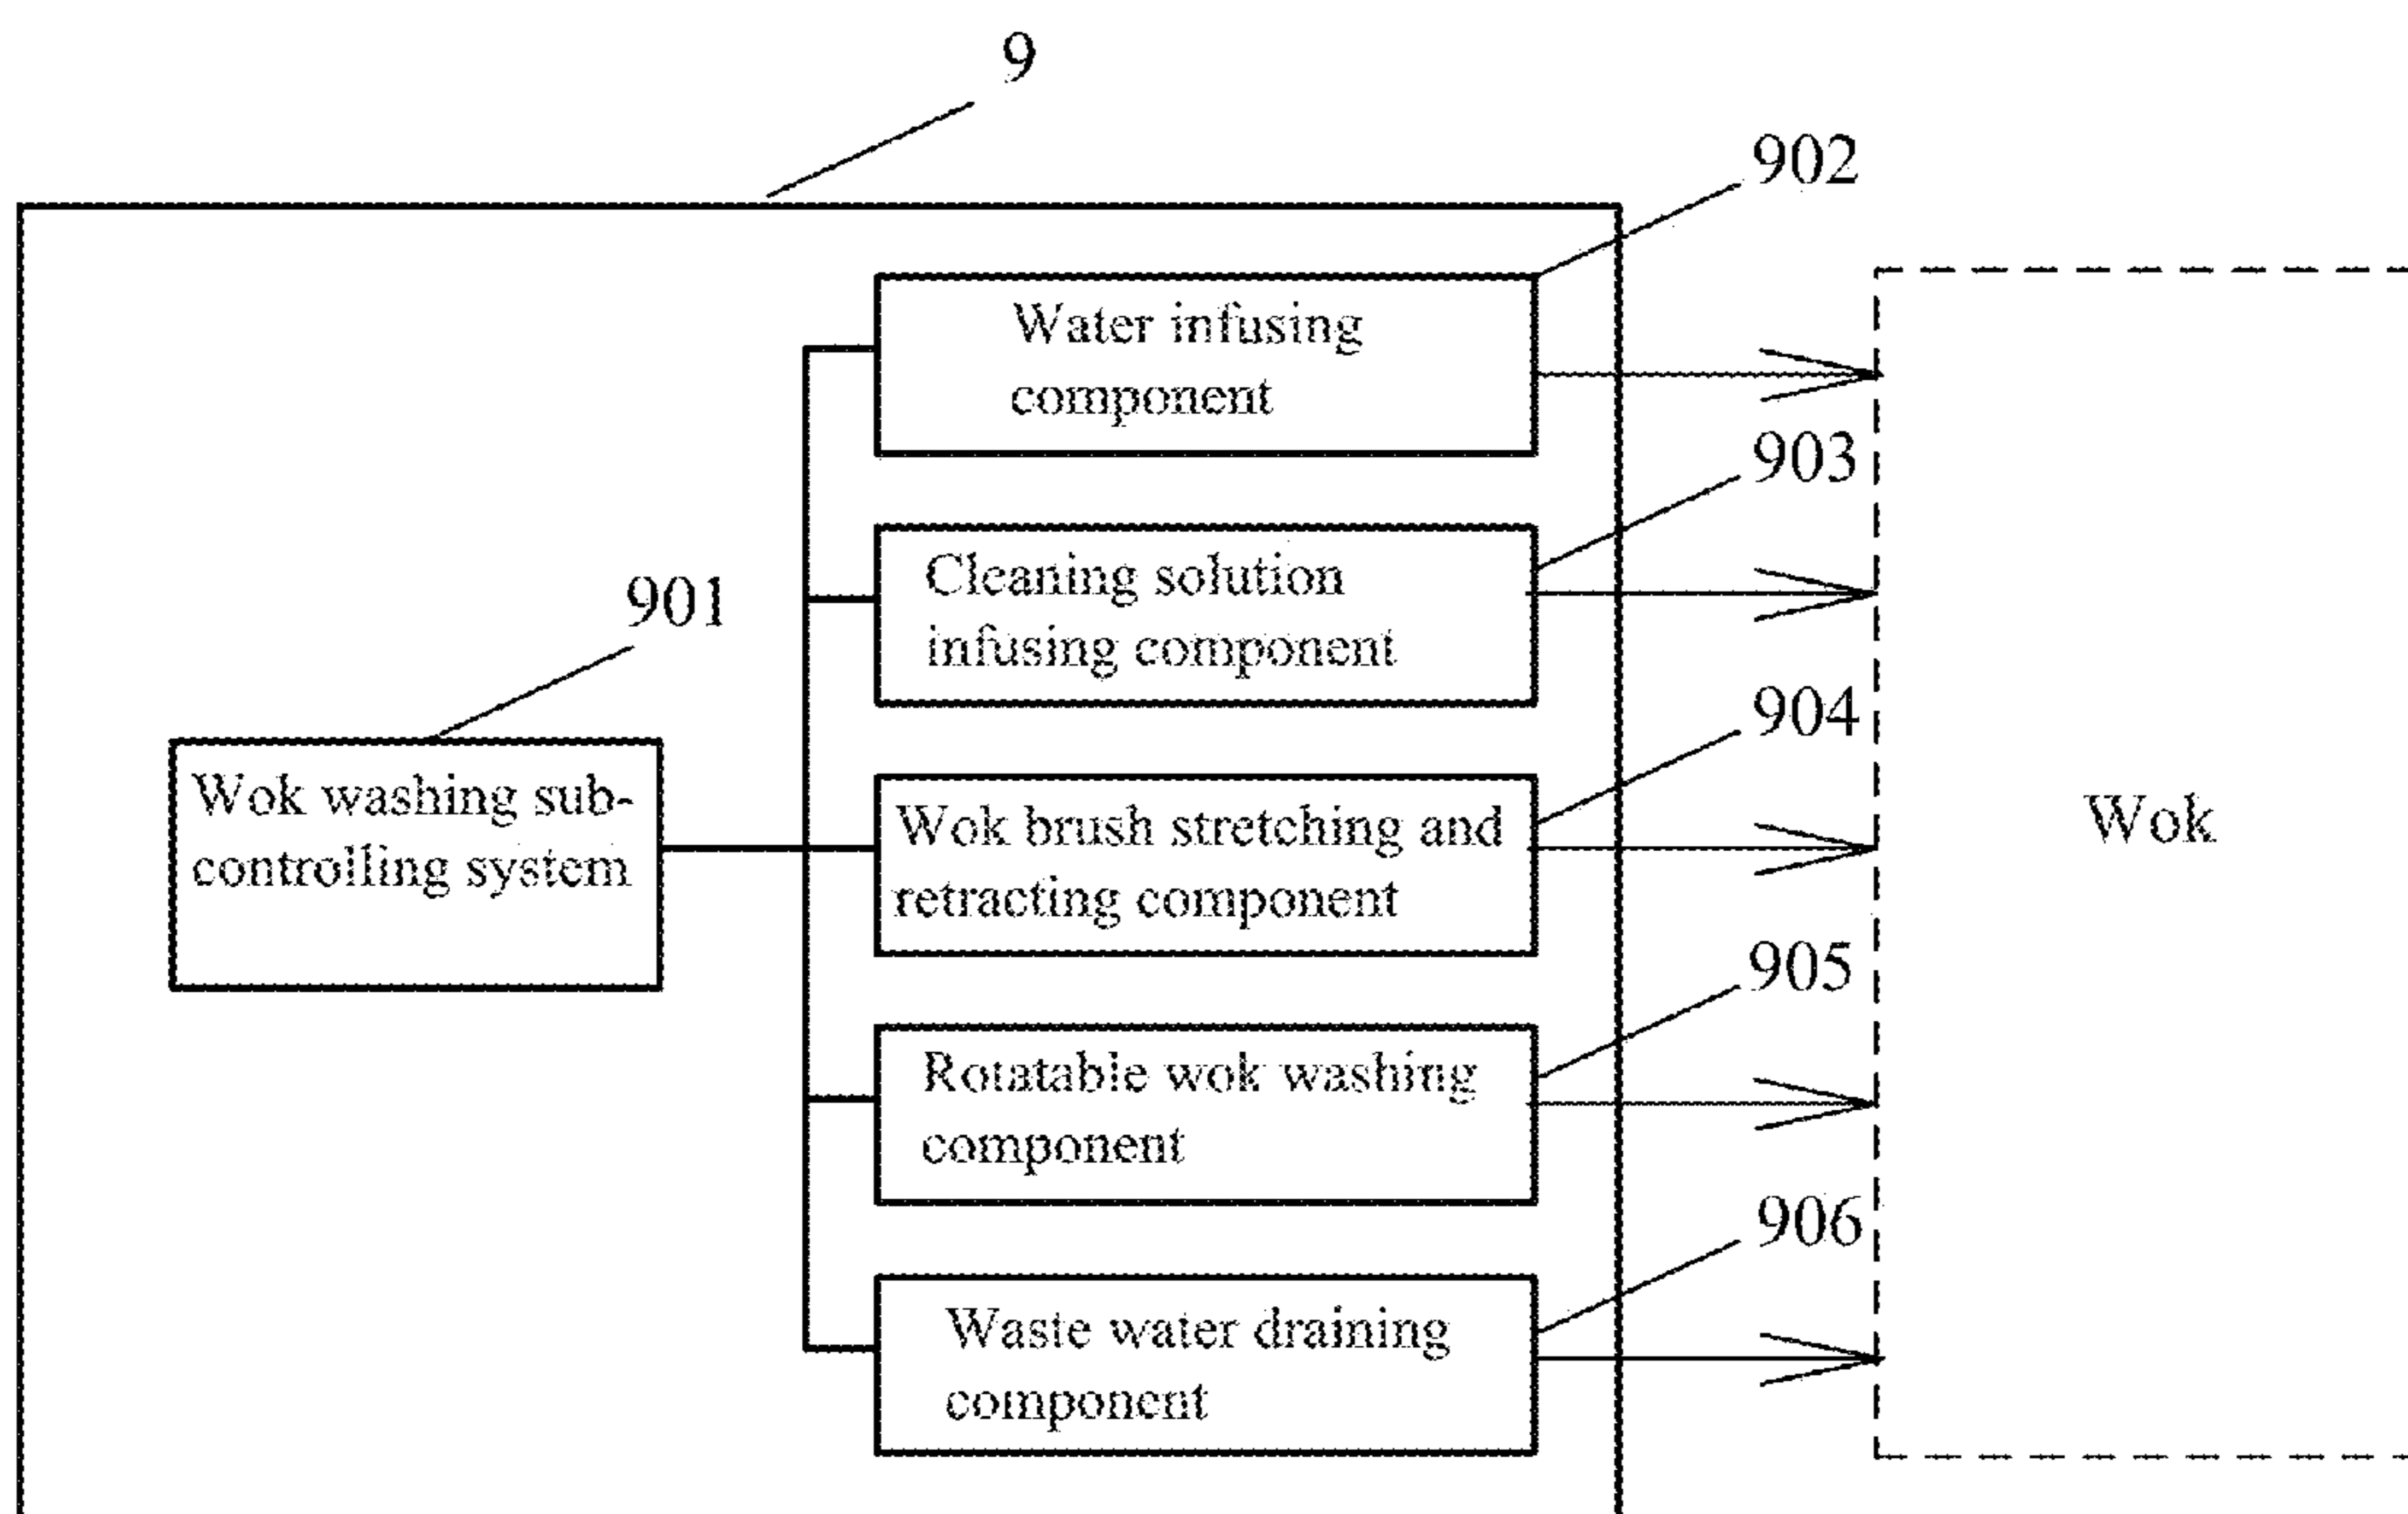 9
902
Water infusing
component
903
Cleaning solution
infusing component
901
904
Wok washing sub-
controlling system
Wok brush stretching and
retracting component
Wok
905
Rotatable wok washing
component
906
Waste water draining
component